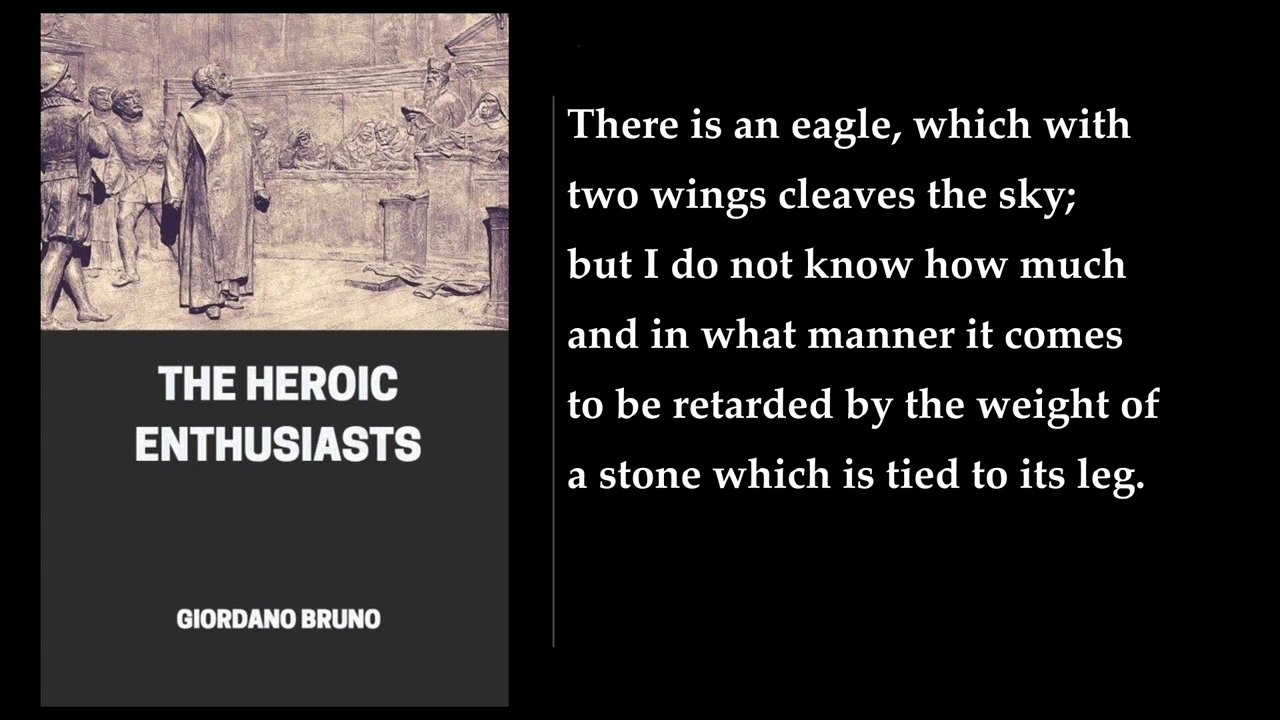 THE HEROIC
ENTHUSIASTS
GIORDANO BRUNO
There is an eagle, which with
two wings cleaves the sky;
but I do not know how much
and in what manner it comes
to be retarded by the weight of
a stone which is tied to its leg.